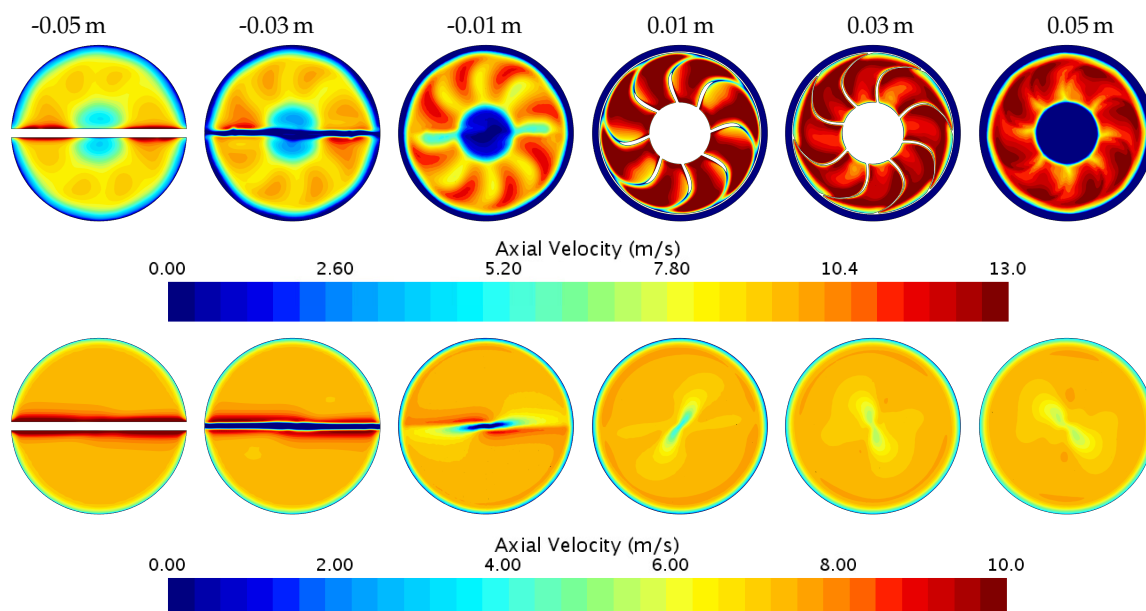 -0.05 m -0.03 m -0.01 m 0.01 m 0.03 m 0.05 m
Axial Velocity (m/s)
0.00 2.60 5.20 7.80 10.4 13.0
Axial Velocity (m/s)
0.00 2.00 4.00 6.00 8.00 10.0